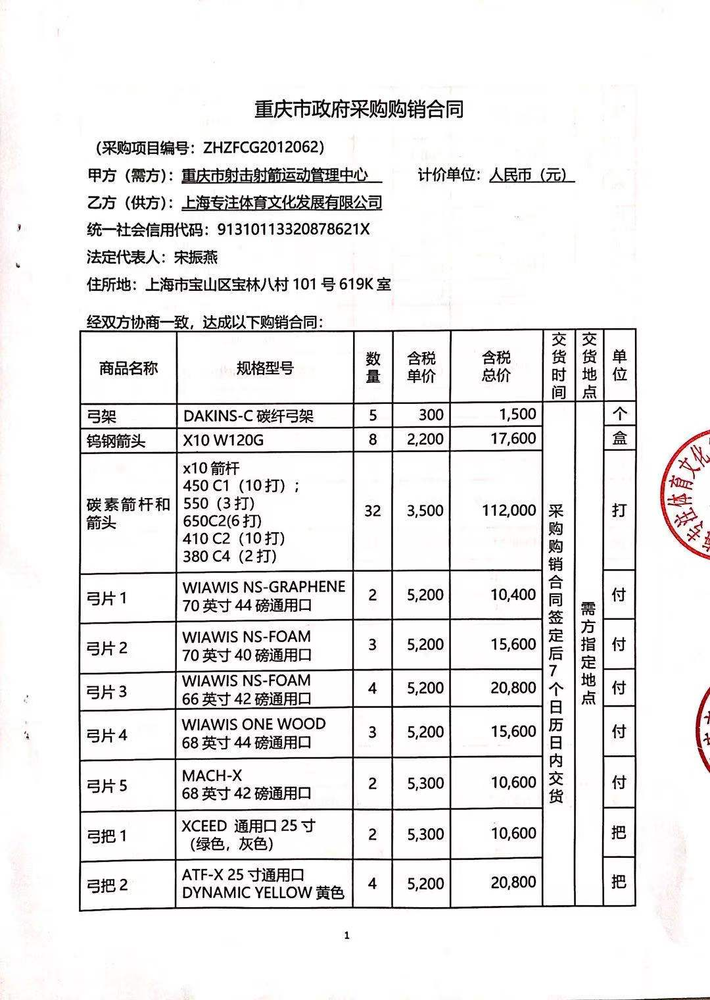 重庆市政府采购购销合同
（采购项目编号：ZHZFCG2012062）
甲方（需方）：重庆市射击射箭运动管理中心 计价单位：人民币（元）
乙方（供方）：上海专注体育文化发展有限公司
统一社会信用代码：91310113320878621X
法定代表人：宋振燕
住所地：上海市宝山区宝林八村 101 号 619K 室
经双方协商一致，达成以下购销合同：
商品名称 规格型号 数量 含税单价 含税总价 交货时间 交货地点 单位
弓架 DAKINS-C 碳纤弓架 5 300 1,500 个
钨钢箭头 X10 W120G 8 2,200 17,600 盒
碳素箭杆和箭头
x10 箭杆
450 C1（10 打）;
550（3 打）
650C2(6 打)
410 C2（10 打）
380 C4（2 打）
32 3,500 112,000 打
弓片 1
WIAWIS NS-GRAPHENE
70 英寸 44 磅通用口
2 5,200 10,400 付
弓片 2
WIAWIS NS-FOAM
70 英寸 40 磅通用口
3 5,200 15,600 付
弓片 3
WIAWIS NS-FOAM
66 英寸 42 磅通用口
4 5,200 20,800 付
弓片 4
WIAWIS ONE WOOD
68 英寸 44 磅通用口
3 5,200 15,600 付
弓片 5
MACH-X
68 英寸 42 磅通用口
2 5,300 10,600 付
弓把 1
XCEED 通用口 25 寸
（绿色，灰色）
2 5,300 10,600 把
弓把 2
ATF-X 25 寸通用口
DYNAMIC YELLOW 黄色
4 5,200 20,800 把
采购购销合同签定后7个日历日内交货
需方指定地点
1
专注体育文化